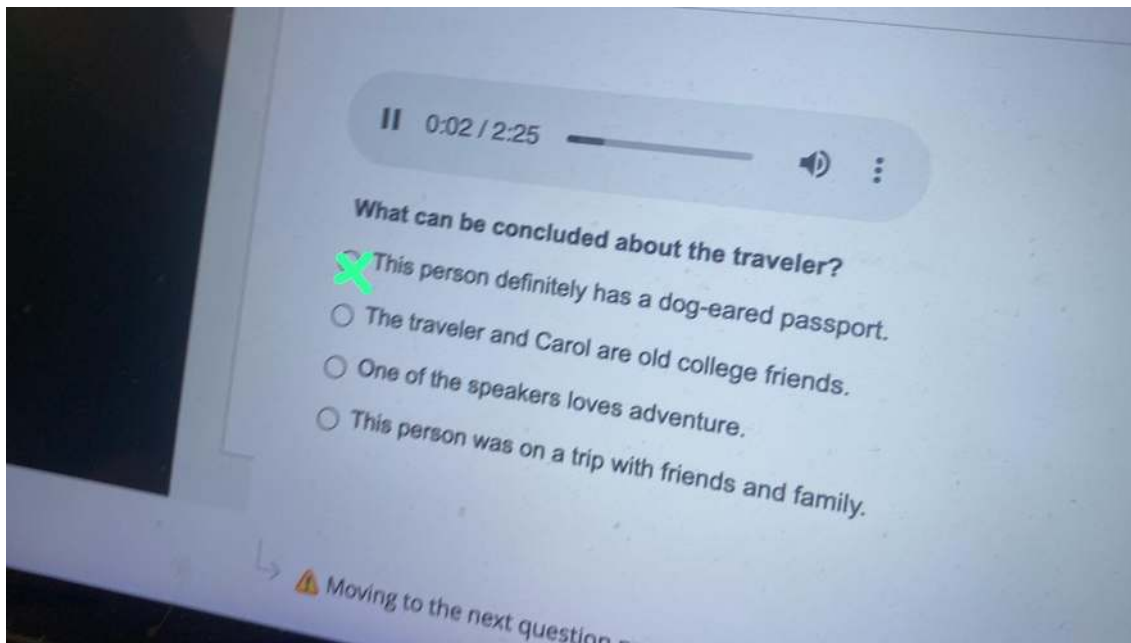 0:02 / 2:25
What can be concluded about the traveler?
This person definitely has a dog-eared passport.
The traveler and Carol are old college friends.
One of the speakers loves adventure.
This person was on a trip with friends and family.
Moving to the next question